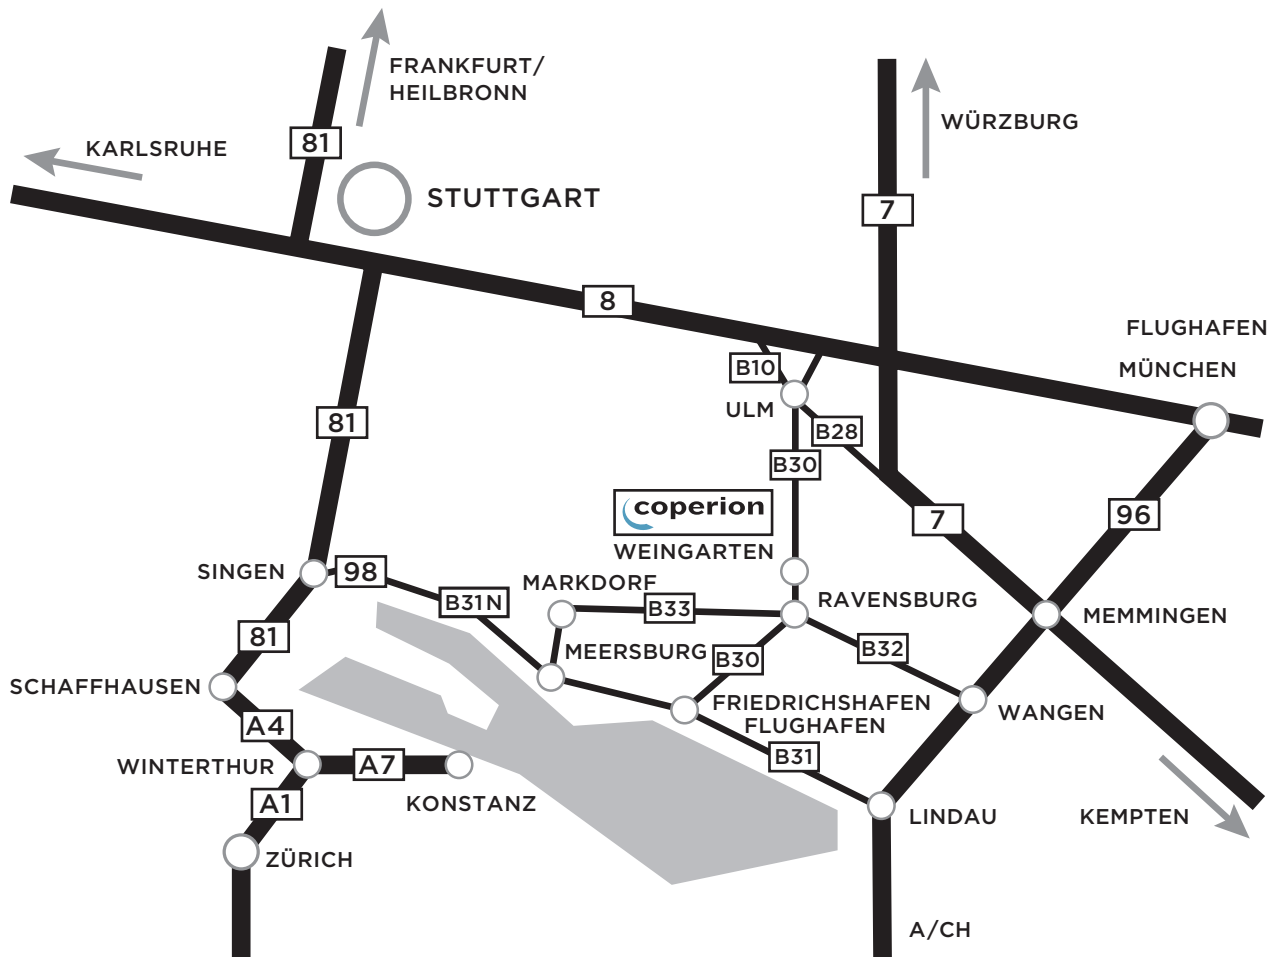 FRANKFURT/
HEILBRONN
WÜRZBURG
81
KARLSRUHE
STUTTGART
7
8
FLUGHAFEN
MÜNCHEN
B10
ULM
81
B28
B30
coperion
7
96
WEINGARTEN
SINGEN
98
MARKDORF
B31N
B33
RAVENSBURG
MEMMINGEN
81
MEERSBURG
B30
B32
SCHAFFHAUSEN
FRIEDRICHSHAFEN
FLUGHAFEN
WANGEN
A4
B31
WINTERTHUR
A7
A1
KONSTANZ
LINDAU
KEMPTEN
ZÜRICH
A/CH